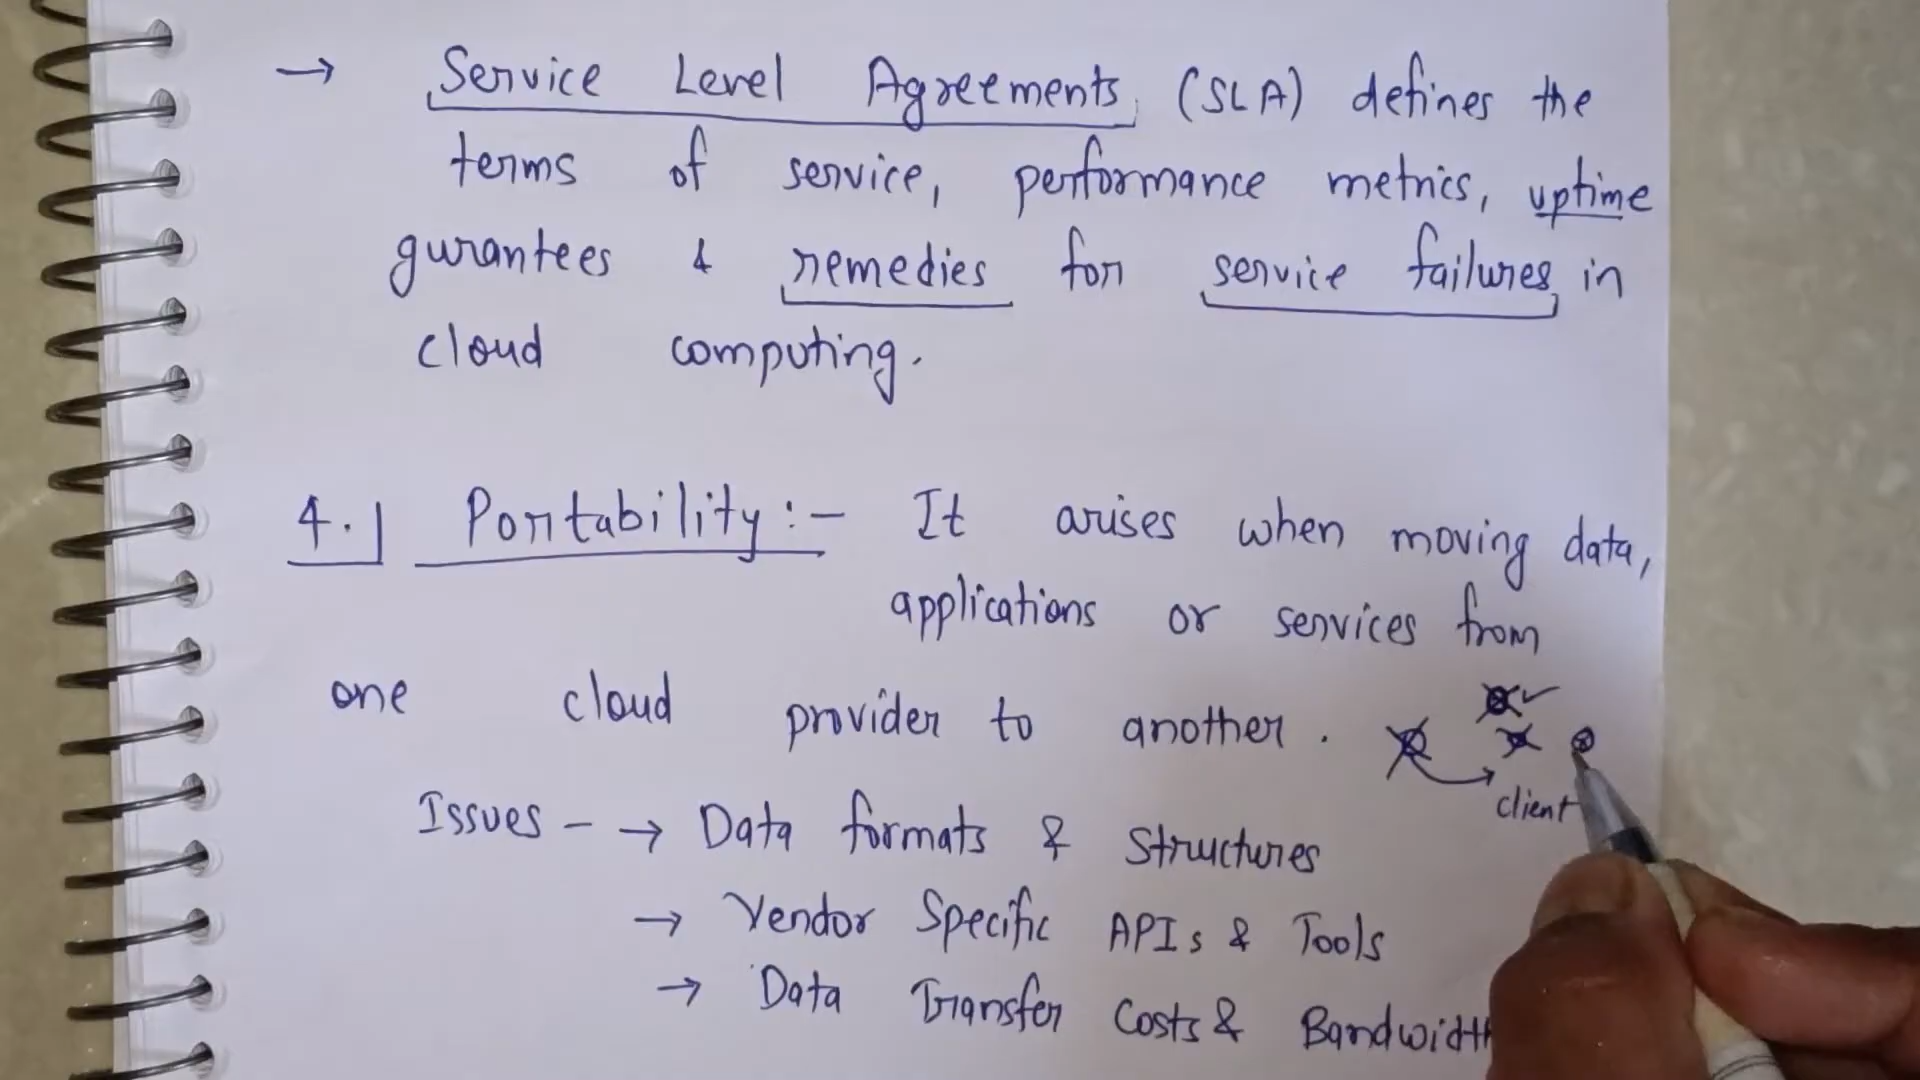 → Service Level Agreements (SLA) defines the
terms of service, performance metrics, uptime
gurantees & remedies for service failures in
cloud computing.
4.) Portability :- It arises when moving data,
applications or services from
one cloud provider to another.
client
Issues - → Data formats & Structures
→ Vendor Specific APIs & Tools
→ Data Transfer Costs & Bandwidth